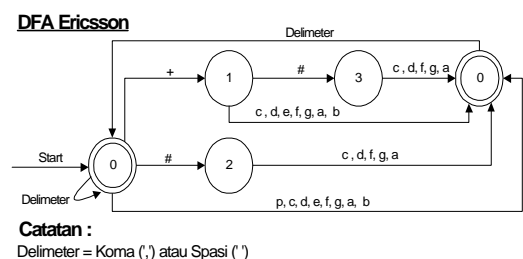 DFA Ericsson
Delimeter
+
1
#
3
c , d, f, g, a
0
c , d, e, f, g, a, b
Start
0
#
2
c , d, f, g, a
Delimeter
p, c, d, e, f, g, a, b
Catatan :
Delimeter = Koma (',') atau Spasi (' ')